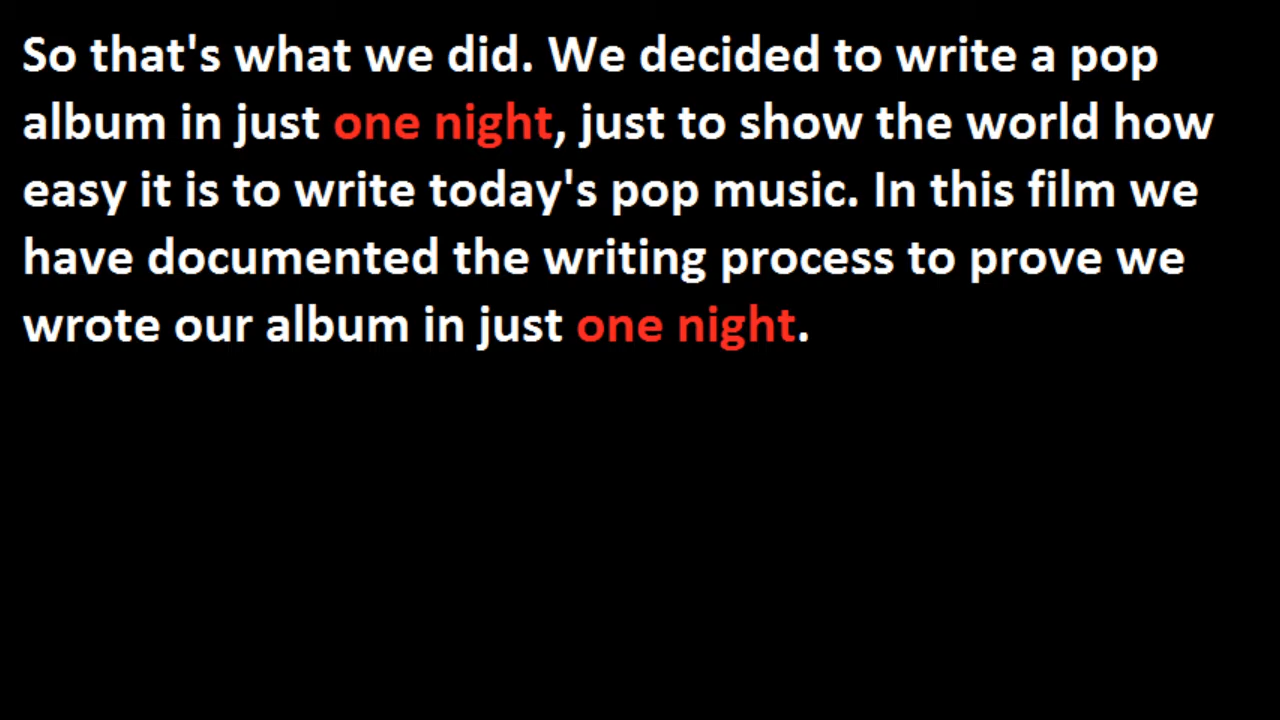 So that's what we did. We decided to write a pop
album in just one night, just to show the world how
easy it is to write today's pop music. In this film we
have documented the writing process to prove we
wrote our album in just one night.